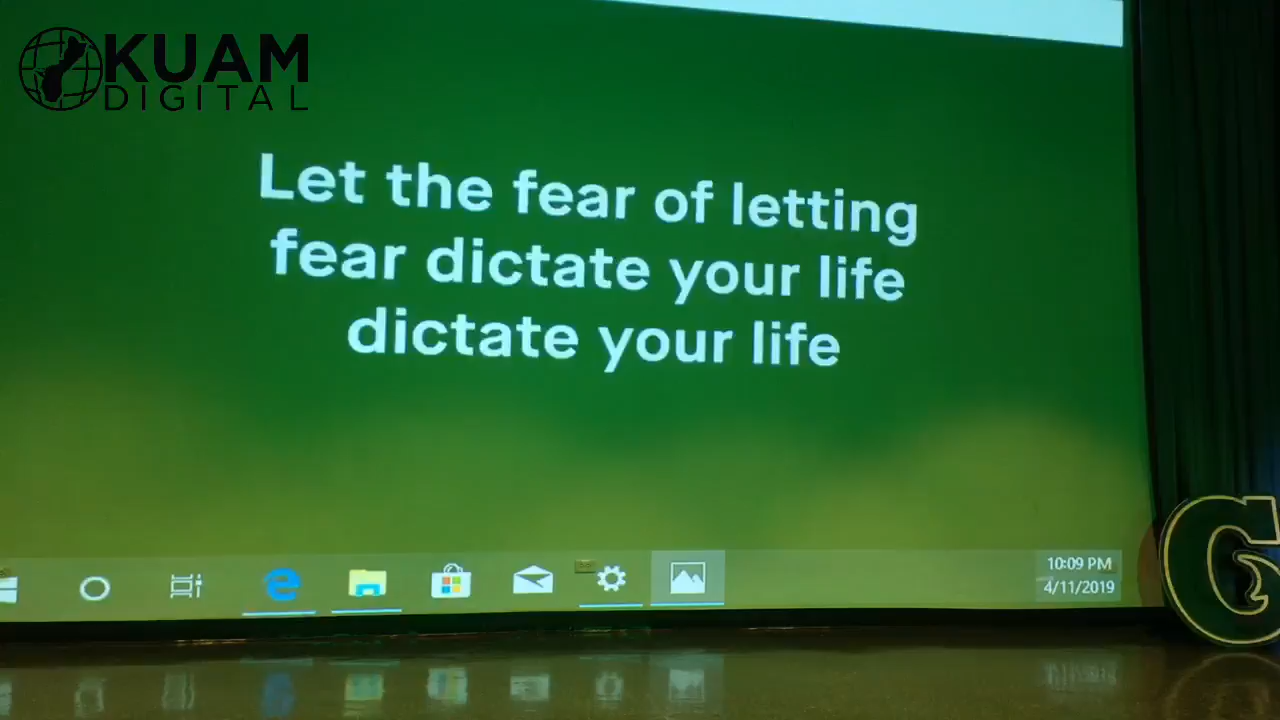 KUAM
DIGITAL
Let the fear of letting
fear dictate your life
dictate your life
10:09 PM
4/11/2019
G